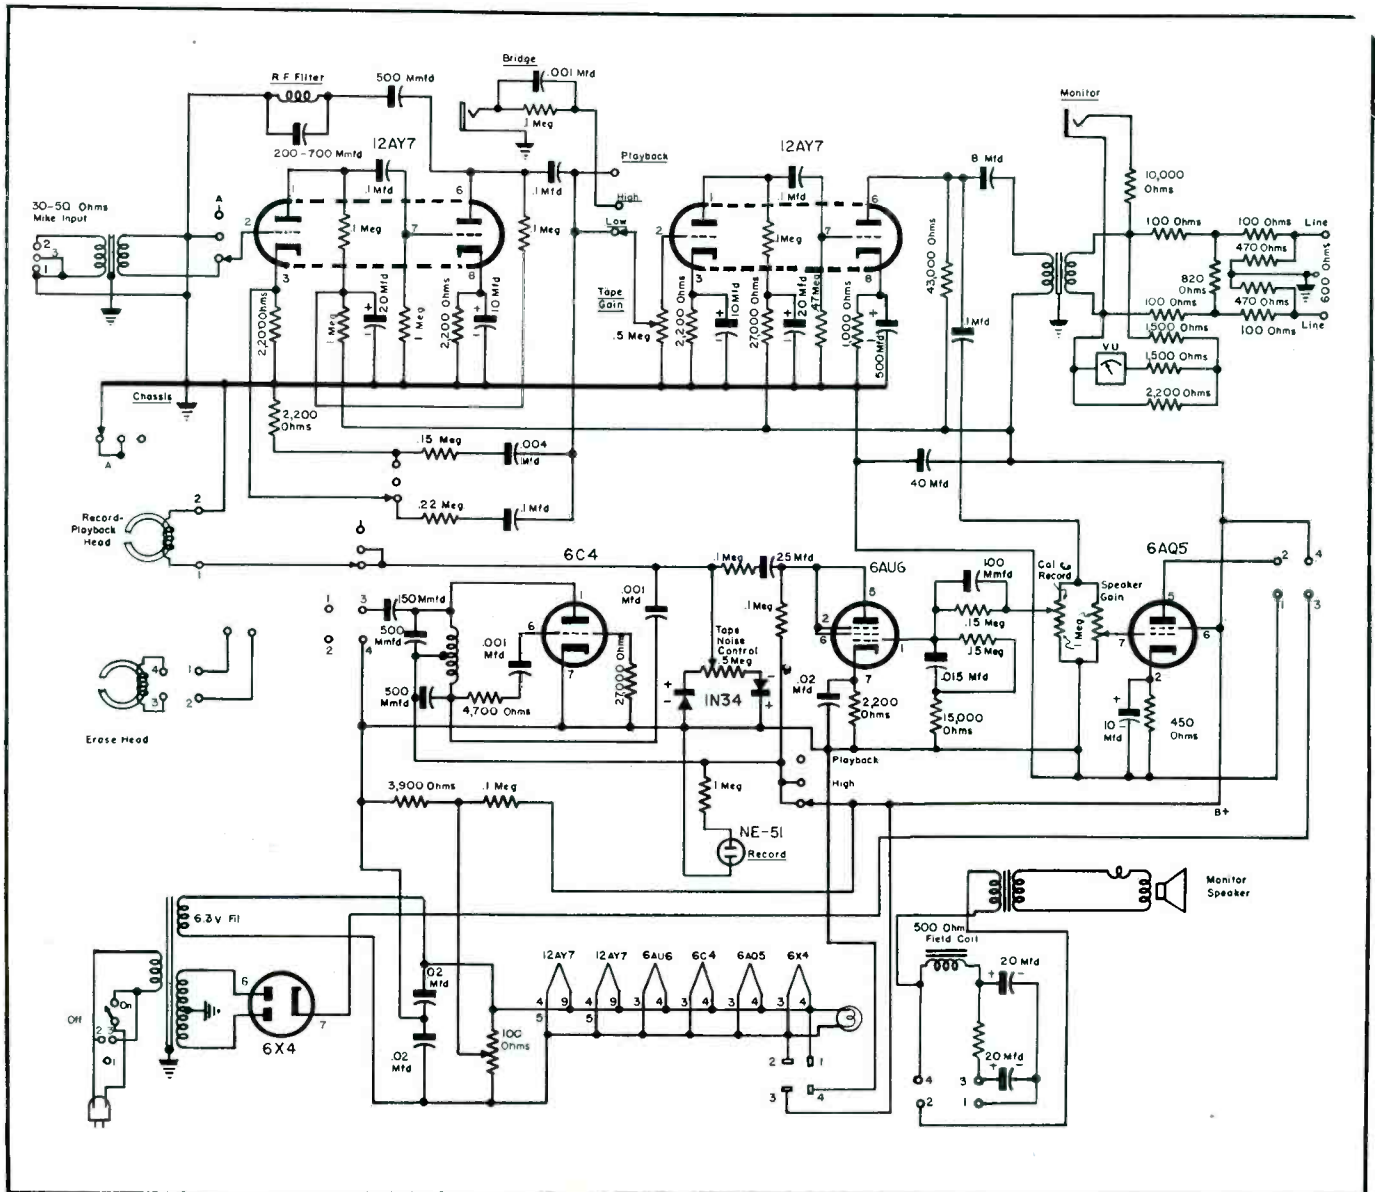 Bridge
R F Filter
500 Mmfd
.001 Mfd
1 Meg
Monitor
200-700 Mmfd
12AY7
12AY7
8 Mfd
10,000
Ohms
Playback
.1 Mfd
.1 Mfd
.1 Mfd
High
Low
30-50 Ohms
Mike Input
A
100 Ohms
100 Ohms
Line
470 Ohms
820
Ohms
600 Ohms
470 Ohms
100 Ohms
100 Ohms
Line
1 Meg
1 Meg
1 Meg
43,000 Ohms
Tape
Gain
2,200 Ohms
1 Meg
20 Mfd
1 Meg
2,200 Ohms
10 Mfd
.5 Meg
2,200 Ohms
10 Mfd
27,000 Ohms
20 Mfd
.47 Meg
1,000 Ohms
500 Mfd
.1 Mfd
1,500 Ohms
VU
1,500 Ohms
2,200 Ohms
Chassis
2,200
Ohms
A
.15 Meg
.004
Mfd
40 Mfd
.22 Meg
.1 Mfd
Record-
Playback
Head
2
1
6C4
.1 Meg
.25 Mfd
6AU6
6AQ5
100
Mmfd
Cal
Record
Speaker
Gain
150 Mmfd
500
Mmfd
.001
Mfd
.001
Mfd
.1 Meg
.15 Meg
.15 Meg
1 Meg
Tape
Noise
Control
.5 Meg
27,000 Ohms
1N34
500
Mmfd
4,700 Ohms
.02
Mfd
2,200
Ohms
.015 Mfd
15,000
Ohms
10
Mfd
450
Ohms
Erase Head
Playback
High
B+
3,900 Ohms
.1 Meg
1 Meg
NE-51
Record
6.3V Fil
Monitor
Speaker
500 Ohm
Field Coil
12AY7 12AY7 6AU6 6C4 6AQ5 6X4
20 Mfd
.02
Mfd
On
Off
6X4
.02
Mfd
100
Ohms
20 Mfd